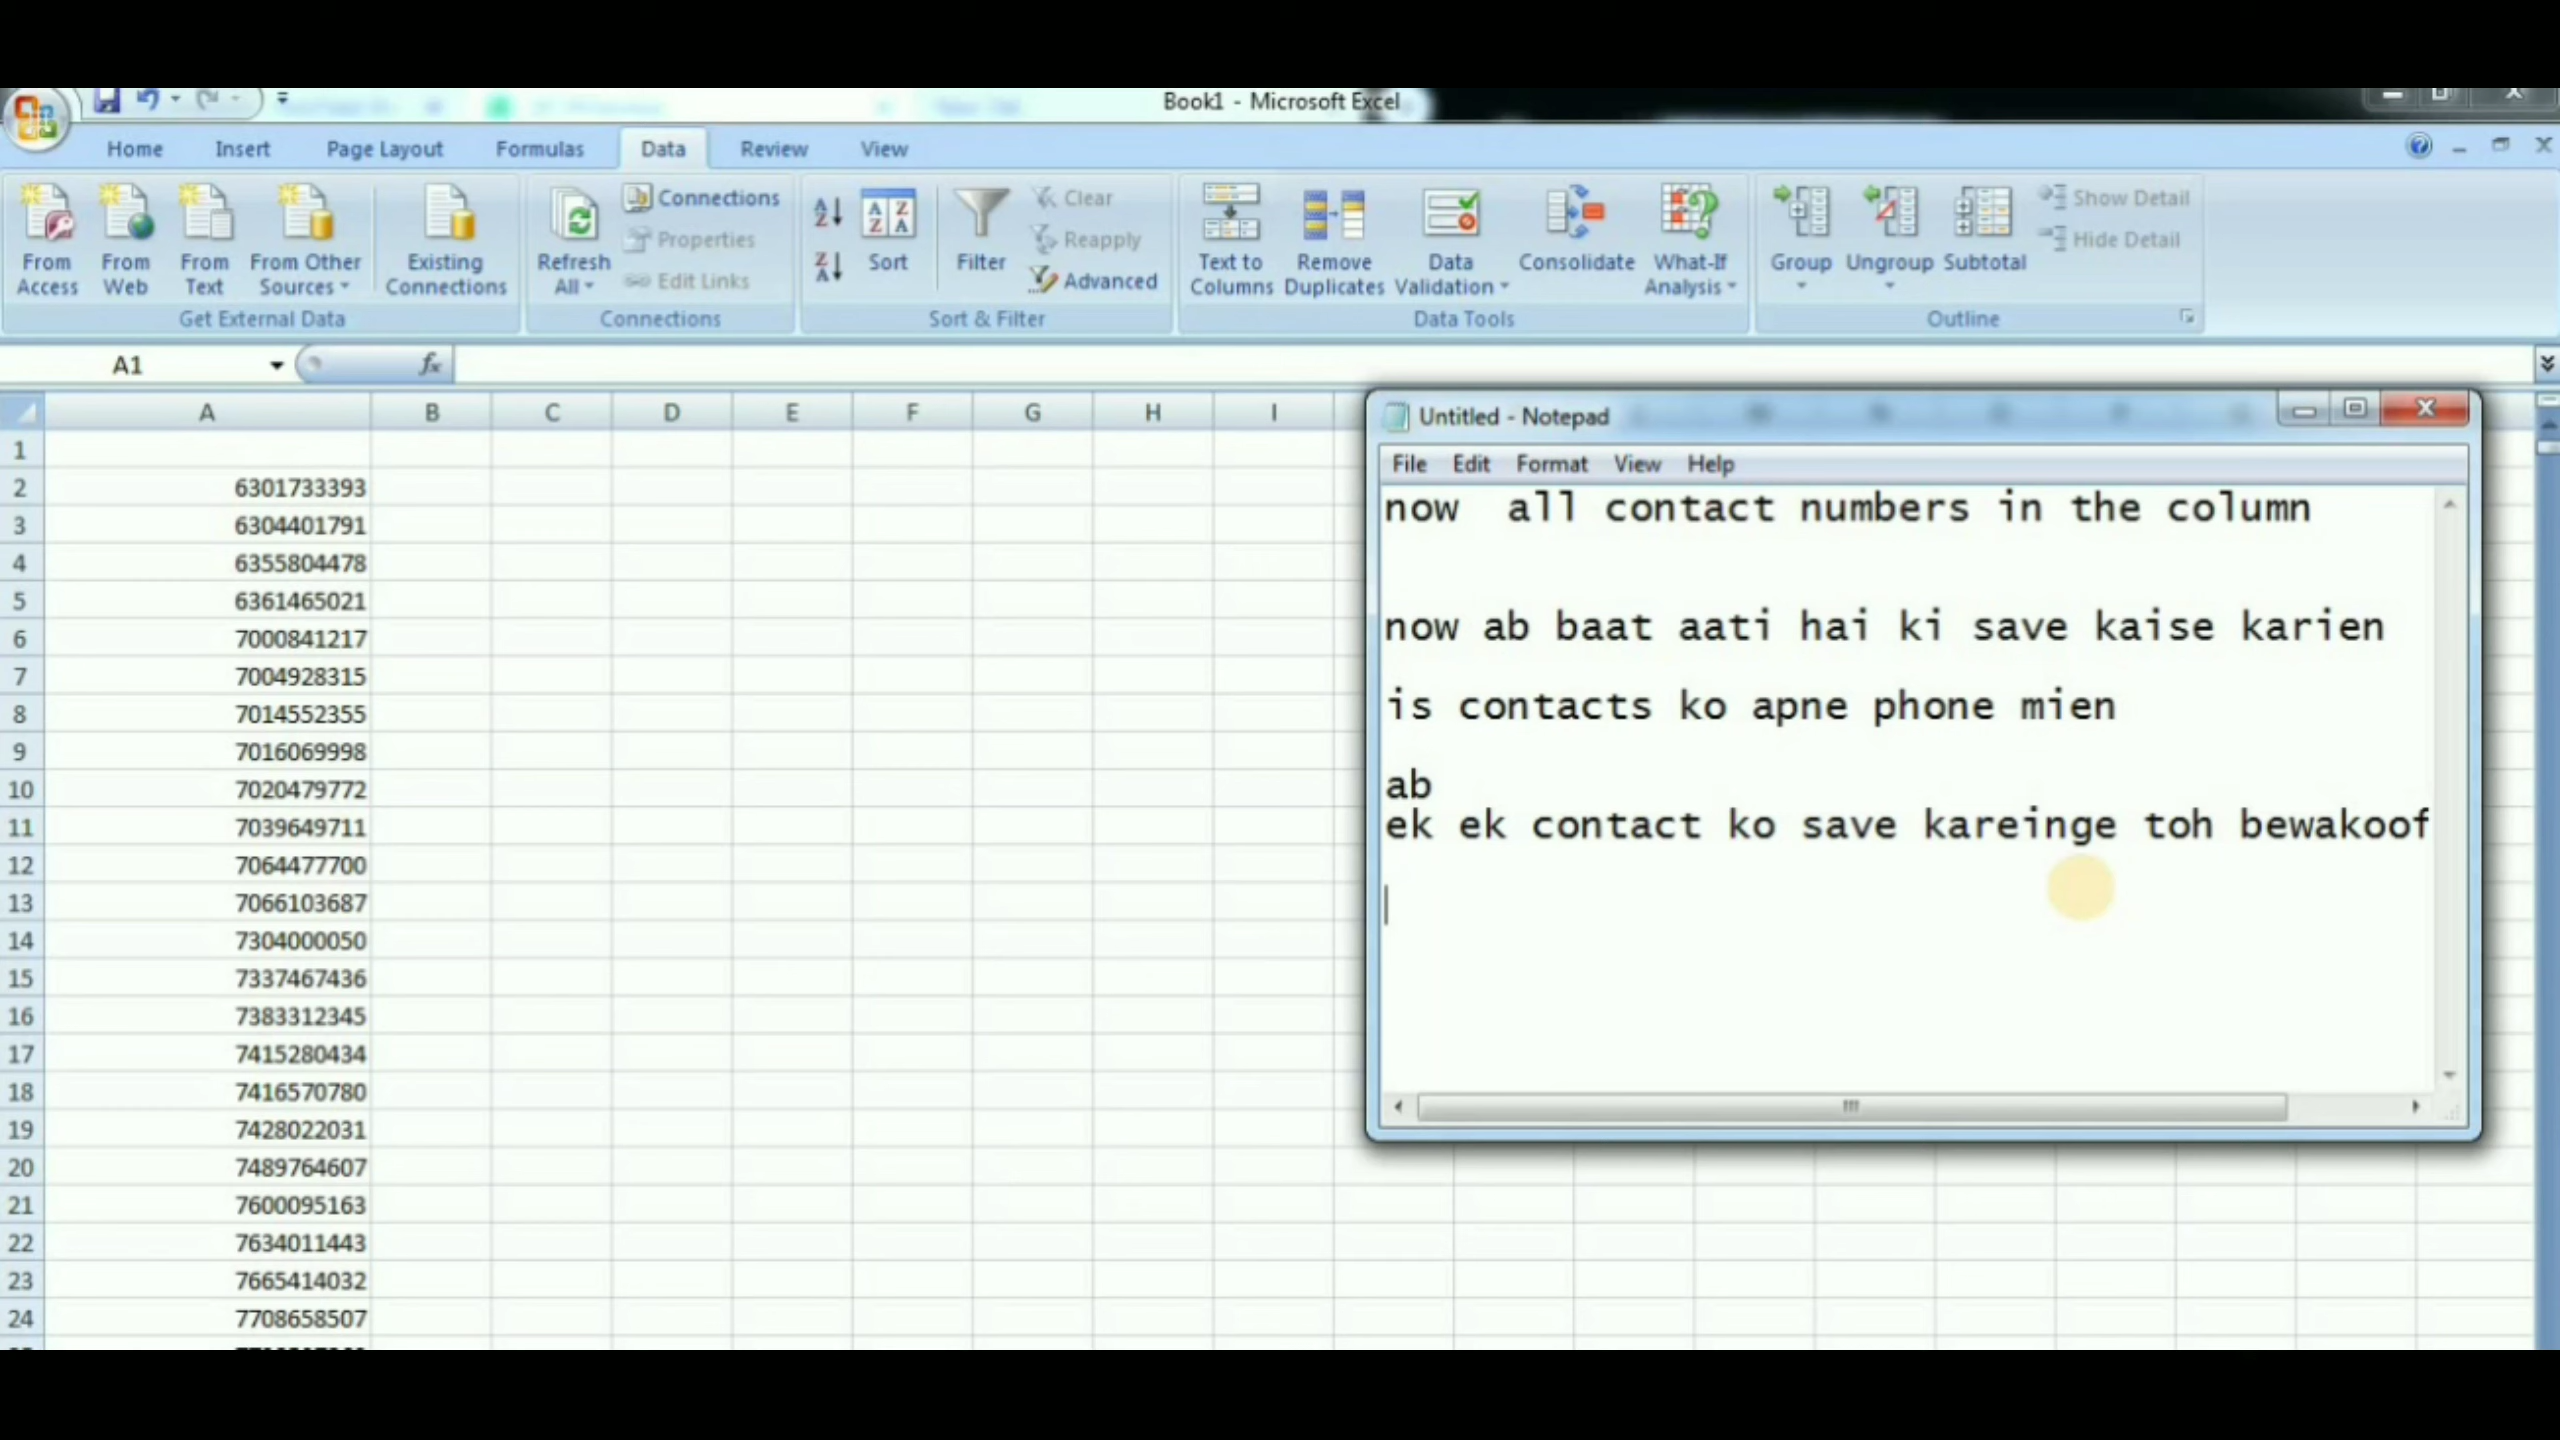 Book1 - Microsoft Excel
Home Insert Page Layout Formulas Data Review View
From Access
From Web
From Text
From Other Sources
Existing Connections
Get External Data
Refresh All
Connections
Properties
Edit Links
Connections
Sort
Filter
Clear
Reapply
Advanced
Sort & Filter
Text to Columns
Remove Duplicates
Data Validation
Consolidate
What-If Analysis
Data Tools
Group
Ungroup
Subtotal
Show Detail
Hide Detail
Outline
A1 fx
A B C D E F G H I
1
2 6301733393
3 6304401791
4 6355804478
5 6361465021
6 7000841217
7 7004928315
8 7014552355
9 7016069998
10 7020479772
11 7039649711
12 7064477700
13 7066103687
14 7304000050
15 7337467436
16 7383312345
17 7415280434
18 7416570780
19 7428022031
20 7489764607
21 7600095163
22 7634011443
23 7665414032
24 7708658507
Untitled - Notepad
File Edit Format View Help
now all contact numbers in the column
now ab baat aati hai ki save kaise karien
is contacts ko apne phone mien
ab
ek ek contact ko save kareinge toh bewakoof